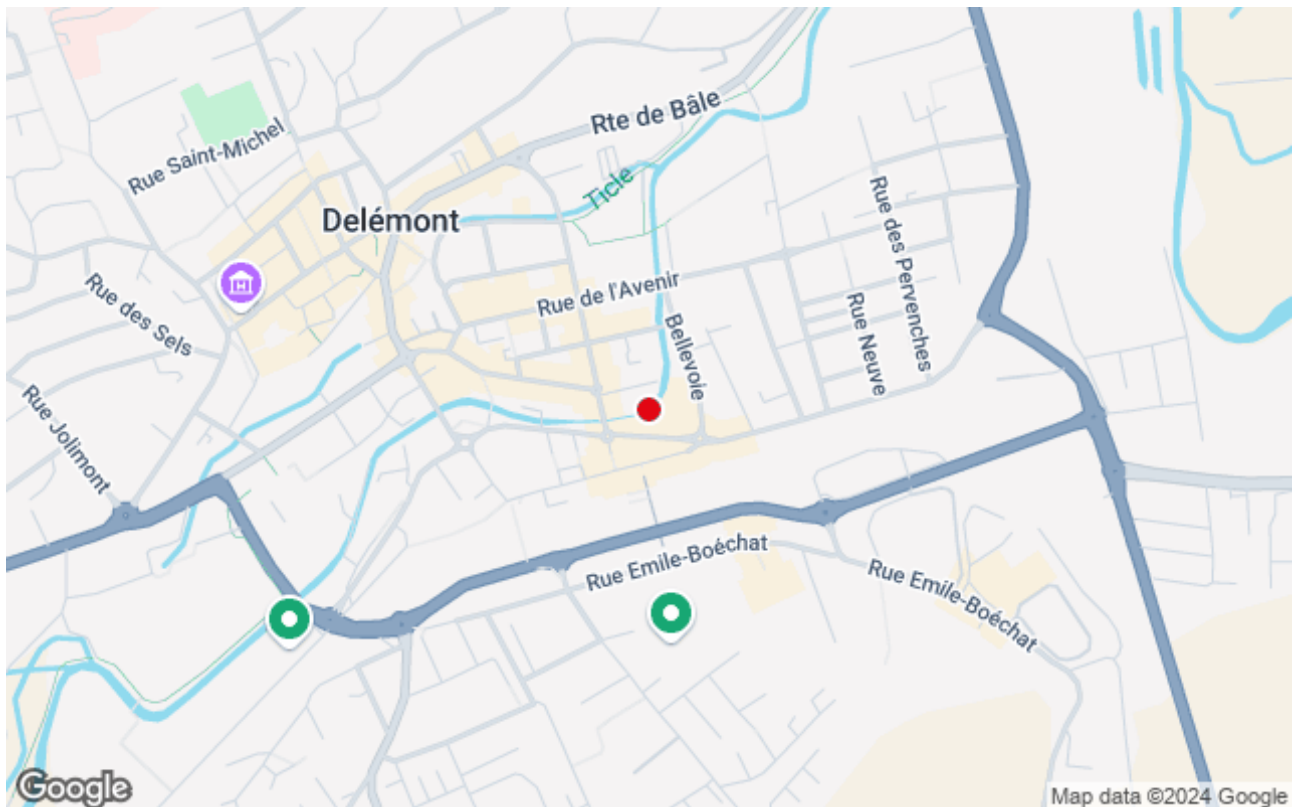 Rte de Bâle
Rue Saint-Michel
Ticle
Delémont
Rue des Pervenches
Rue de l'Avenir
Rue des Sels
Bellevoie
Rue Neuve
Rue Jolimont
Rue Emile-Boéchat
Rue Emile-Boéchat
Google
Map data ©2024 Google